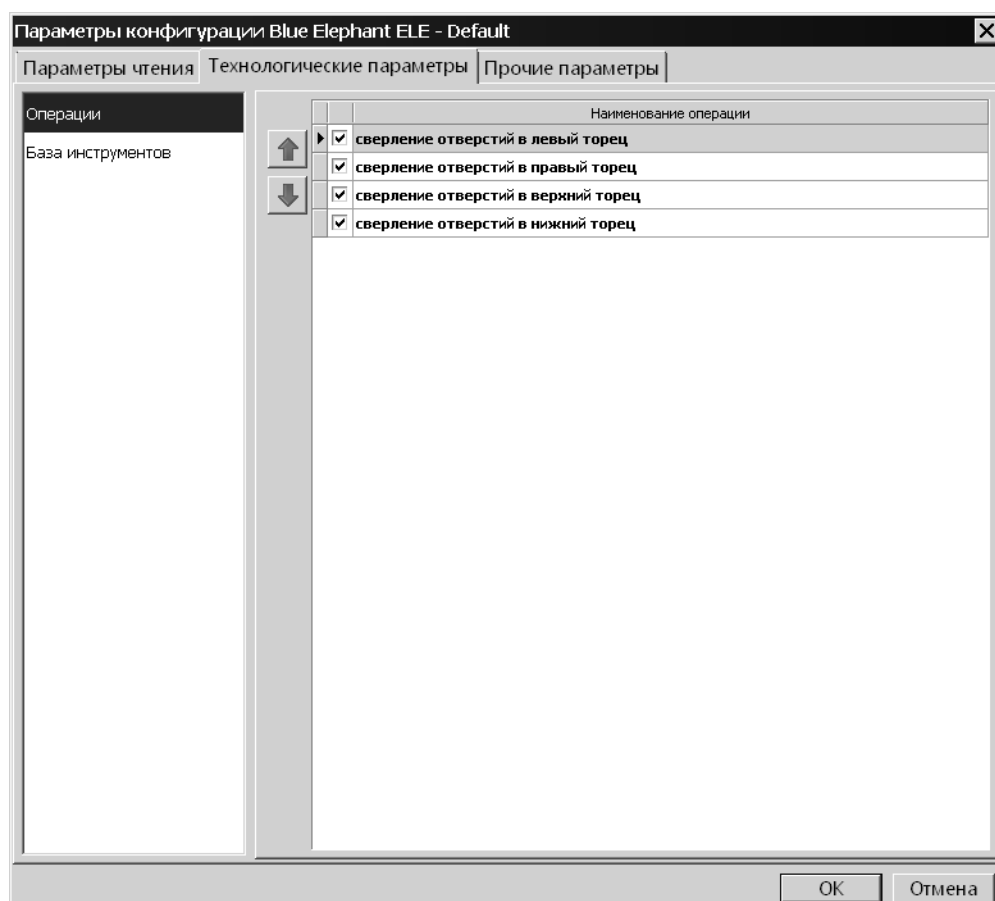 Параметры конфигурации Blue Elephant ELE - Default
Параметры чтения Технологические параметры Прочие параметры
Операции
База инструментов
Наименование операции
сверление отверстий в левый торец
сверление отверстий в правый торец
сверление отверстий в верхний торец
сверление отверстий в нижний торец
OK Отмена